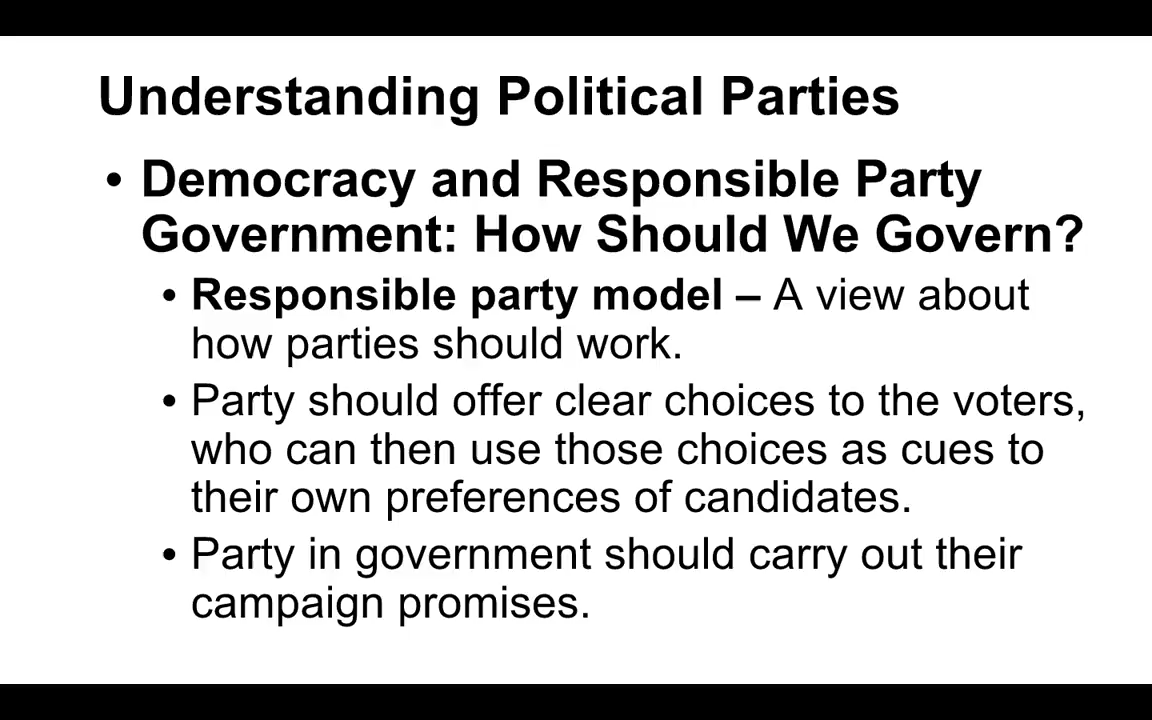 Understanding Political Parties
• Democracy and Responsible Party
Government: How Should We Govern?
• Responsible party model – A view about
how parties should work.
• Party should offer clear choices to the voters,
who can then use those choices as cues to
their own preferences of candidates.
• Party in government should carry out their
campaign promises.